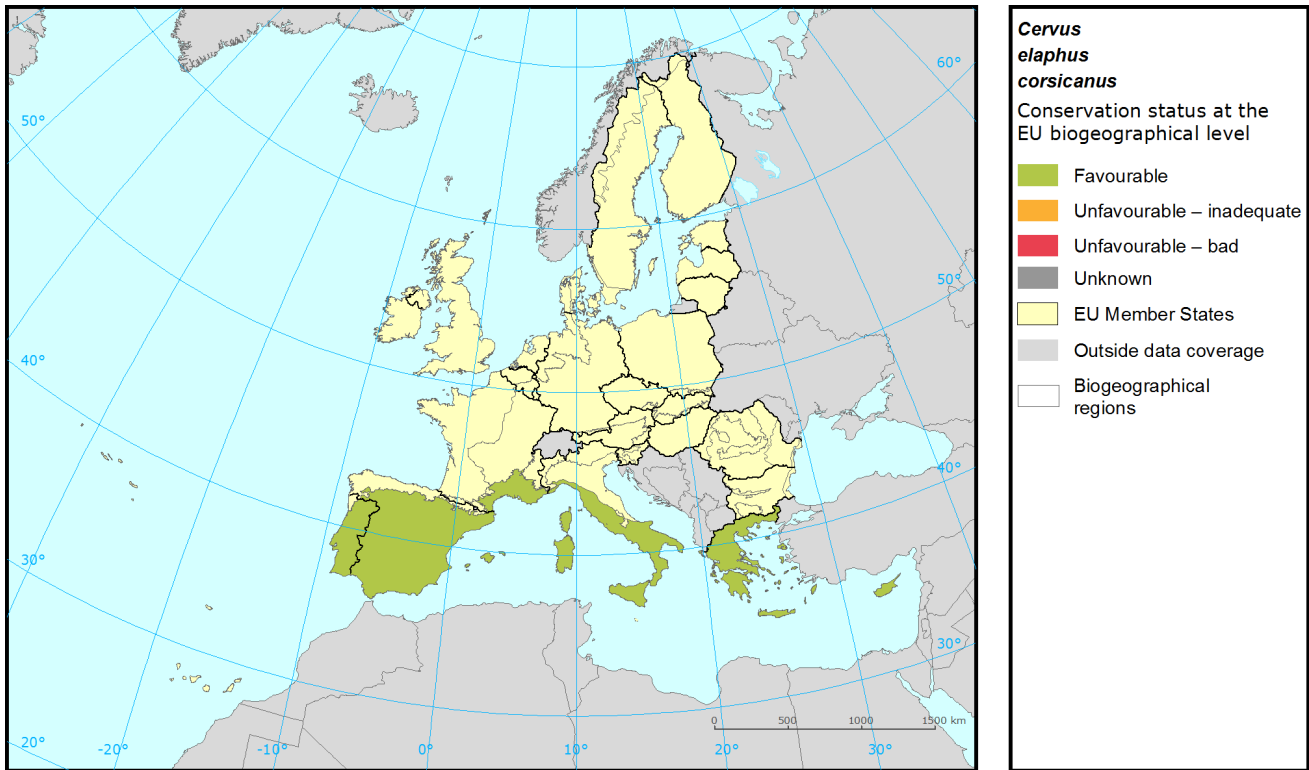 Cervus
elaphus
corsicanus
Conservation status at the
EU biogeographical level
Favourable
Unfavourable – inadequate
Unfavourable – bad
Unknown
EU Member States
Outside data coverage
Biogeographical
regions
60°
50°
50°
40°
40°
30°
30°
0 500 1000 1500 km
20° -20° -10° 0° 10° 20° 30°